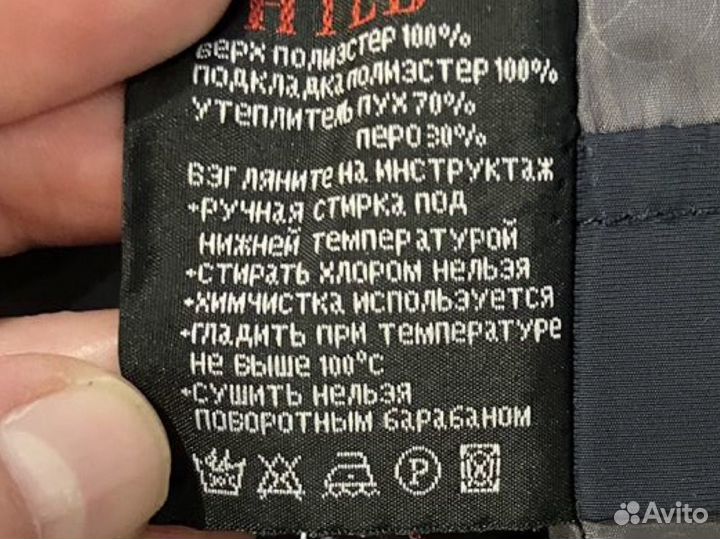 верх полиэстер 100%
подкладка полиэстер 100%
утеплитель пух 70%
перо 30%
взгляните на инструктаж
+ручная стирка под
нижней температурой
+стирать хлором нельзя
+химчистка используется
+гладить при температуре
не выше 100°С
+сушить нельзя
поворотным барабаном
P
Avito